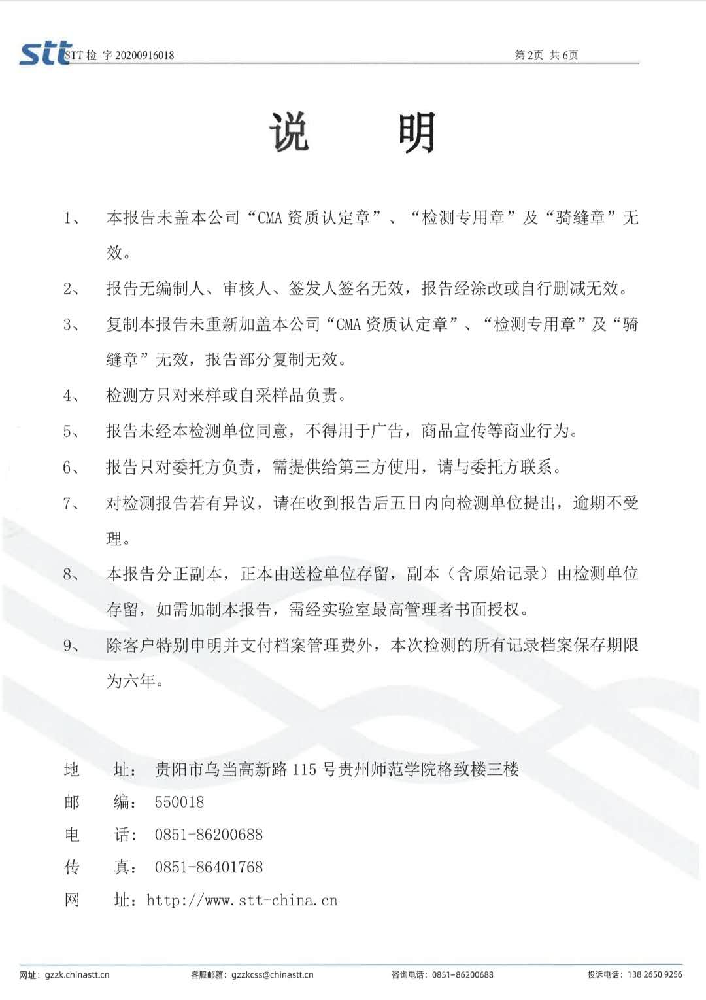 stt STT 检 字 20200916018 第 2页 共 6页
说 明
1、 本报告未盖本公司“CMA 资质认定章”、“检测专用章”及“骑缝章”无
效。
2、 报告无编制人、审核人、签发人签名无效，报告经涂改或自行删减无效。
3、 复制本报告未重新加盖本公司“CMA 资质认定章”、“检测专用章”及“骑
缝章”无效，报告部分复制无效。
4、 检测方只对来样或自采样品负责。
5、 报告未经本检测单位同意，不得用于广告，商品宣传等商业行为。
6、 报告只对委托方负责，需提供给第三方使用，请与委托方联系。
7、 对检测报告若有异议，请在收到报告后五日内向检测单位提出，逾期不受
理。
8、 本报告分正副本，正本由送检单位存留，副本（含原始记录）由检测单位
存留，如需加制本报告，需经实验室最高管理者书面授权。
9、 除客户特别申明并支付档案管理费外，本次检测的所有记录档案保存期限
为六年。
地 址： 贵阳市乌当高新路 115 号贵州师范学院格致楼三楼
邮 编： 550018
电 话： 0851-86200688
传 真： 0851-86401768
网 址：http://www.stt-china.cn
网址：gzzk.chinastt.cn 客服邮箱：gzzkcss@chinastt.cn 咨询电话：0851-86200688 投诉电话：138 2650 9256